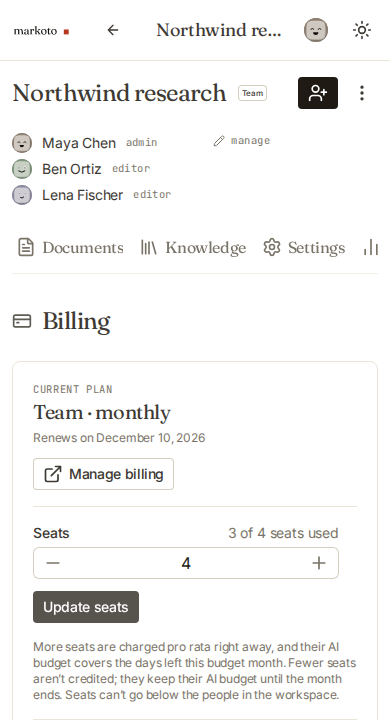 markoto
Northwind re...
Northwind research Team
Maya Chen admin manage
Ben Ortiz editor
Lena Fischer editor
Documents Knowledge Settings
Billing
CURRENT PLAN
Team · monthly
Renews on December 10, 2026
Manage billing
Seats 3 of 4 seats used
4
Update seats
More seats are charged pro rata right away, and their AI
budget covers the days left this budget month. Fewer seats
aren't credited; they keep their AI budget until the month
ends. Seats can't go below the people in the workspace.